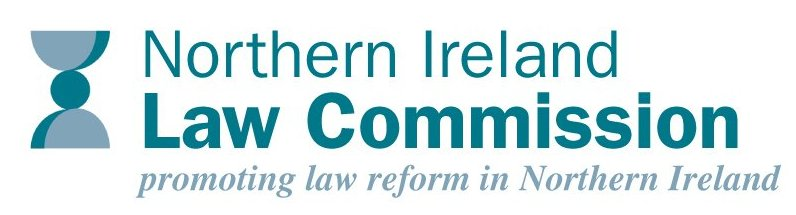 Northern Ireland
Law Commission
promoting law reform in Northern Ireland